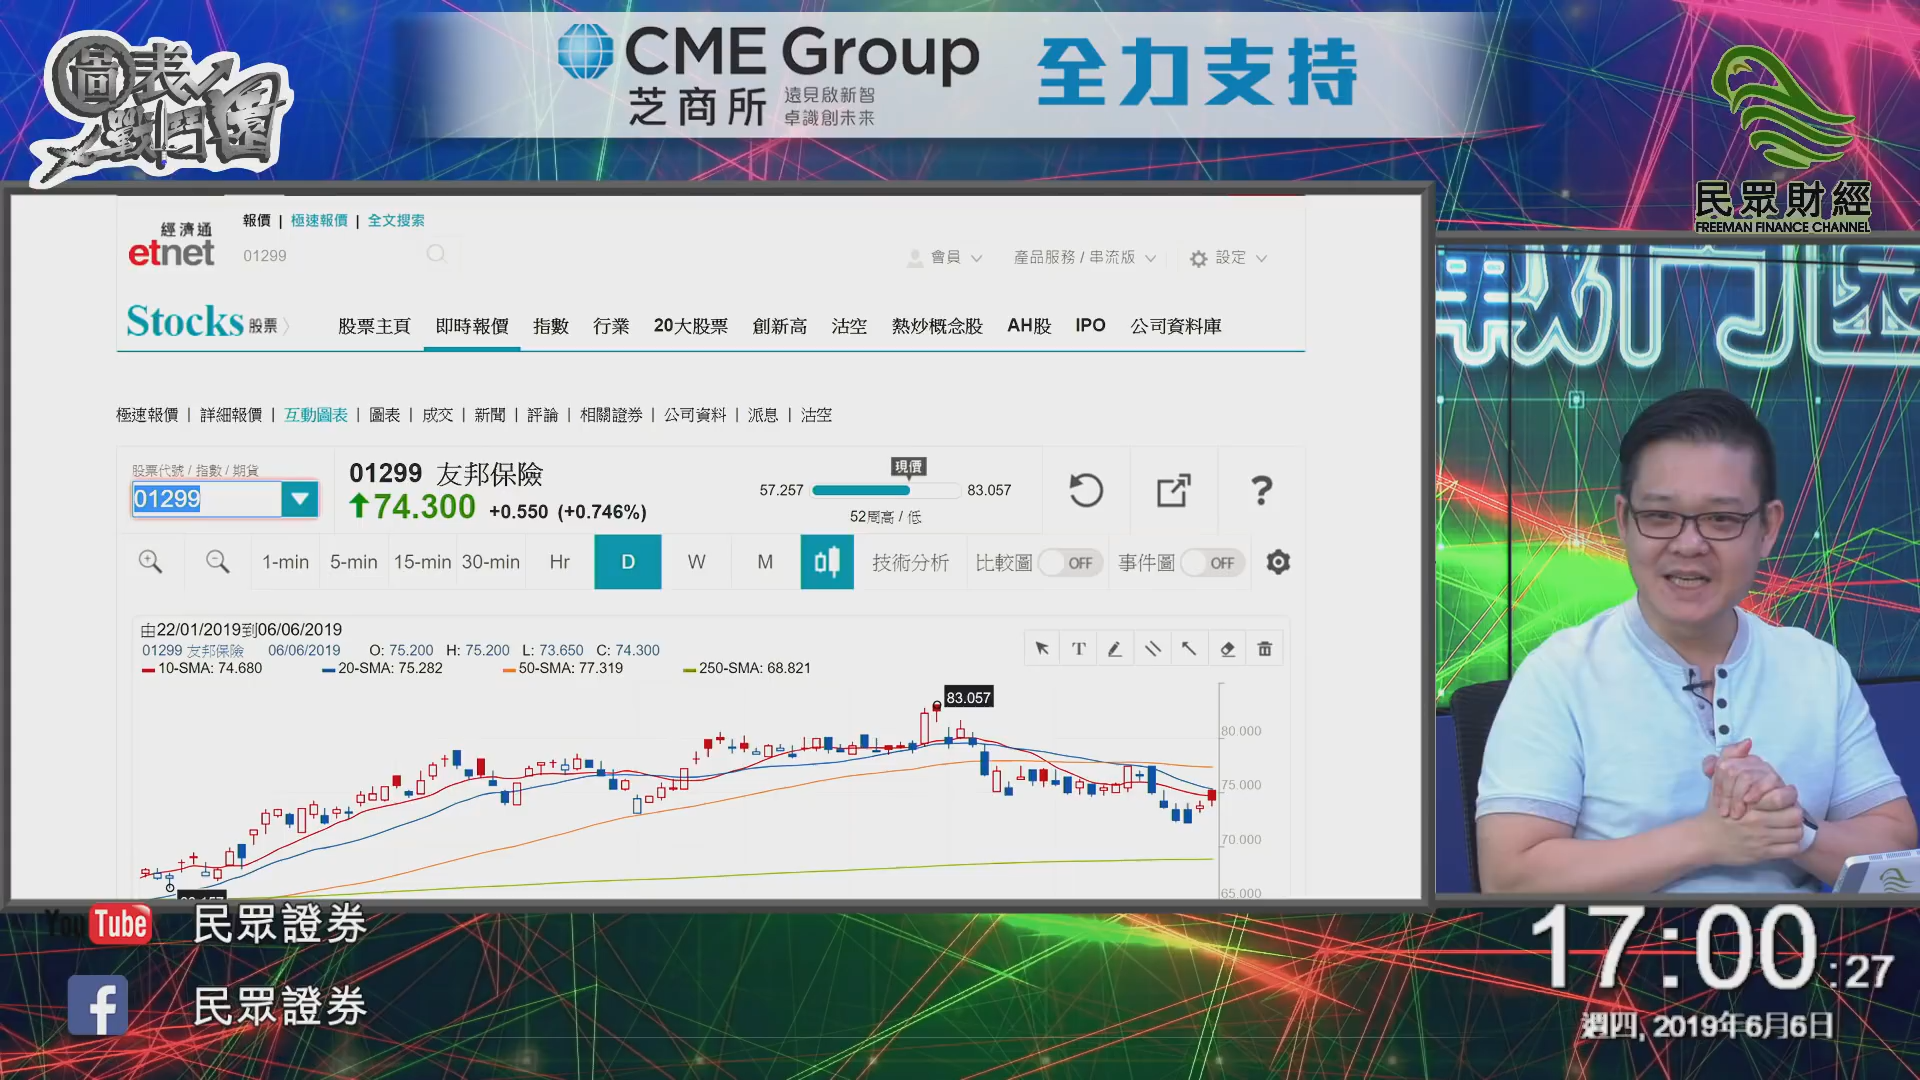 圖表戰鬥團
CME Group
芝商所
遠見啟新智
卓識創未來
全力支持
民眾財經
FREEMAN FINANCE CHANNEL
經濟通
etnet
報價 | 極速報價 | 全文搜索
01299
會員
產品服務 / 串流版
設定
Stocks 股票
股票主頁 即時報價 指數 行業 20大股票 創新高 沽空 熱炒概念股 AH股 IPO 公司資料庫
極速報價 | 詳細報價 | 互動圖表 | 圖表 | 成交 | 新聞 | 評論 | 相關證券 | 公司資料 | 派息 | 沽空
股票代號 / 指數 / 期貨
01299
01299 友邦保險
74.300 +0.550 (+0.746%)
現價
57.257 83.057
52周高 / 低
?
1-min 5-min 15-min 30-min Hr D W M 技術分析 比較圖 OFF 事件圖 OFF
由22/01/2019到06/06/2019
01299 友邦保險 06/06/2019 O: 75.200 H: 75.200 L: 73.650 C: 74.300
10-SMA: 74.680 20-SMA: 75.282 50-SMA: 77.319 250-SMA: 68.821
T
83.057
80.000
75.000
70.000
65.000
YouTube 民眾證券
f 民眾證券
17:00:27
週四, 2019年6月6日